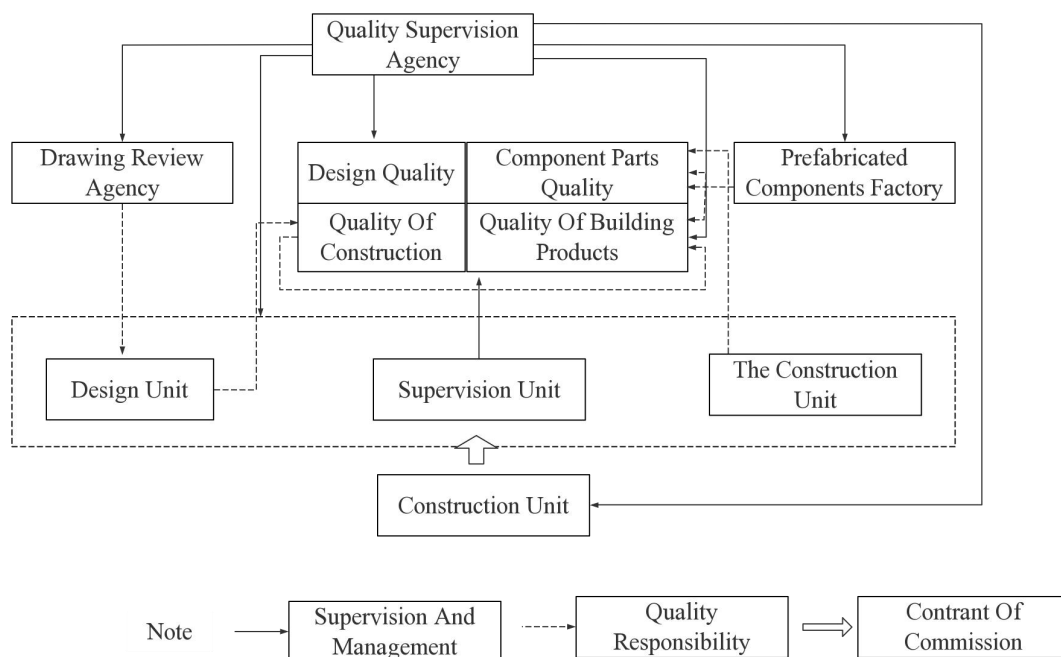 Quality Supervision
Agency
Drawing Review
Agency
Design Quality
Component Parts
Quality
Prefabricated
Components Factory
Quality Of
Construction
Quality Of Building
Products
Design Unit
Supervision Unit
The Construction
Unit
Construction Unit
Note
Supervision And
Management
Quality
Responsibility
Contrant Of
Commission